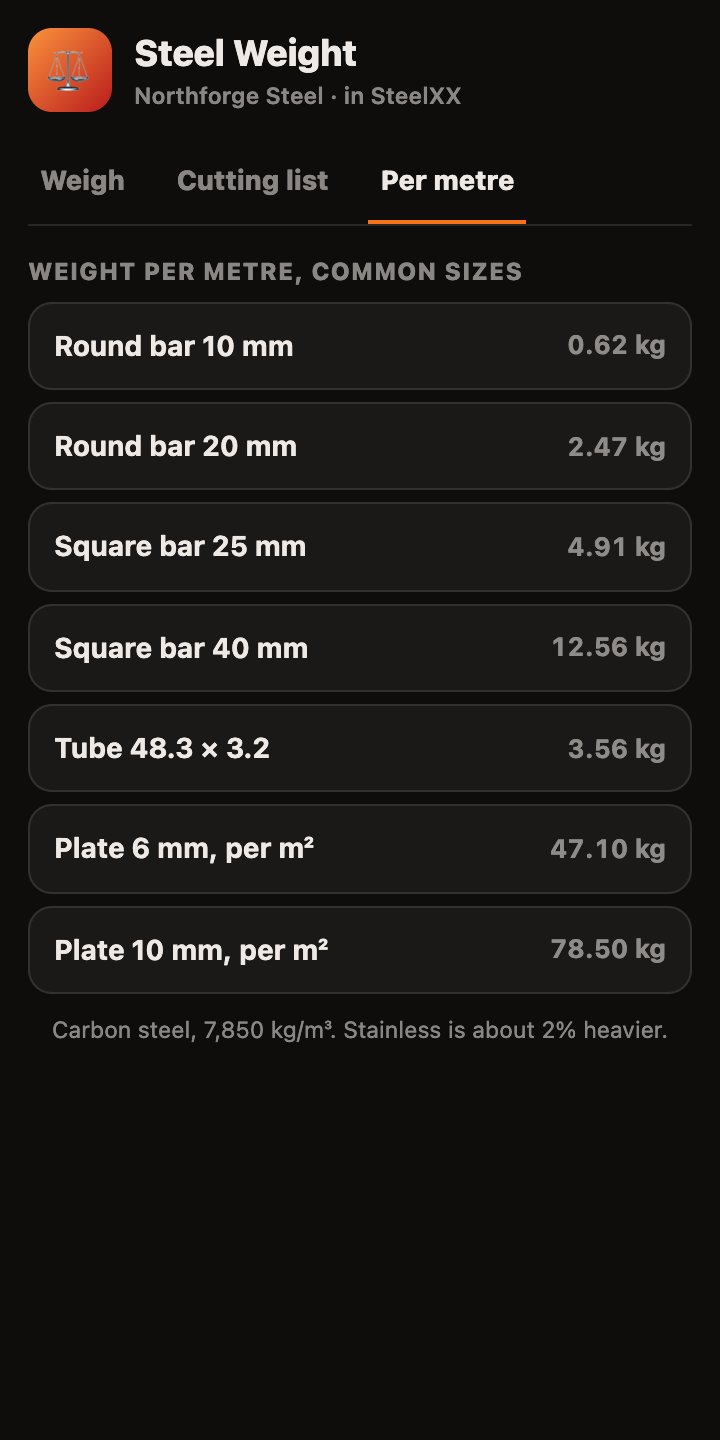 Steel Weight
Northforge Steel · in SteelXX
Weigh
Cutting list
Per metre
WEIGHT PER METRE, COMMON SIZES
Round bar 10 mm 0.62 kg
Round bar 20 mm 2.47 kg
Square bar 25 mm 4.91 kg
Square bar 40 mm 12.56 kg
Tube 48.3 × 3.2 3.56 kg
Plate 6 mm, per m² 47.10 kg
Plate 10 mm, per m² 78.50 kg
Carbon steel, 7,850 kg/m³. Stainless is about 2% heavier.